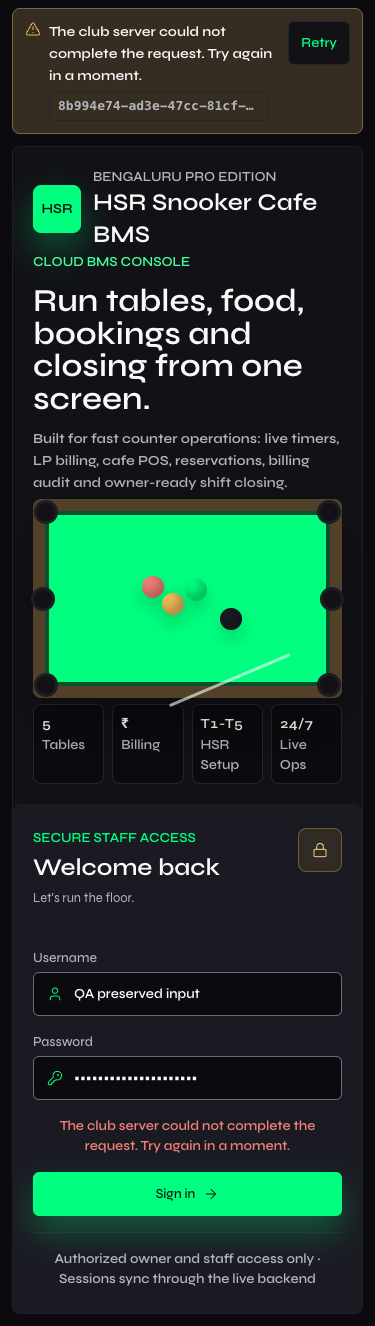 The club server could not
complete the request. Try again
in a moment.
Retry
8b994e74-ad3e-47cc-81cf-…
HSR
BENGALURU PRO EDITION
HSR Snooker Cafe
BMS
CLOUD BMS CONSOLE
Run tables, food,
bookings and
closing from one
screen.
Built for fast counter operations: live timers,
LP billing, cafe POS, reservations, billing
audit and owner-ready shift closing.
5
Tables
₹
Billing
T1-T5
HSR
Setup
24/7
Live
Ops
SECURE STAFF ACCESS
Welcome back
Let's run the floor.
Username
QA preserved input
Password
The club server could not complete the
request. Try again in a moment.
Sign in →
Authorized owner and staff access only ·
Sessions sync through the live backend